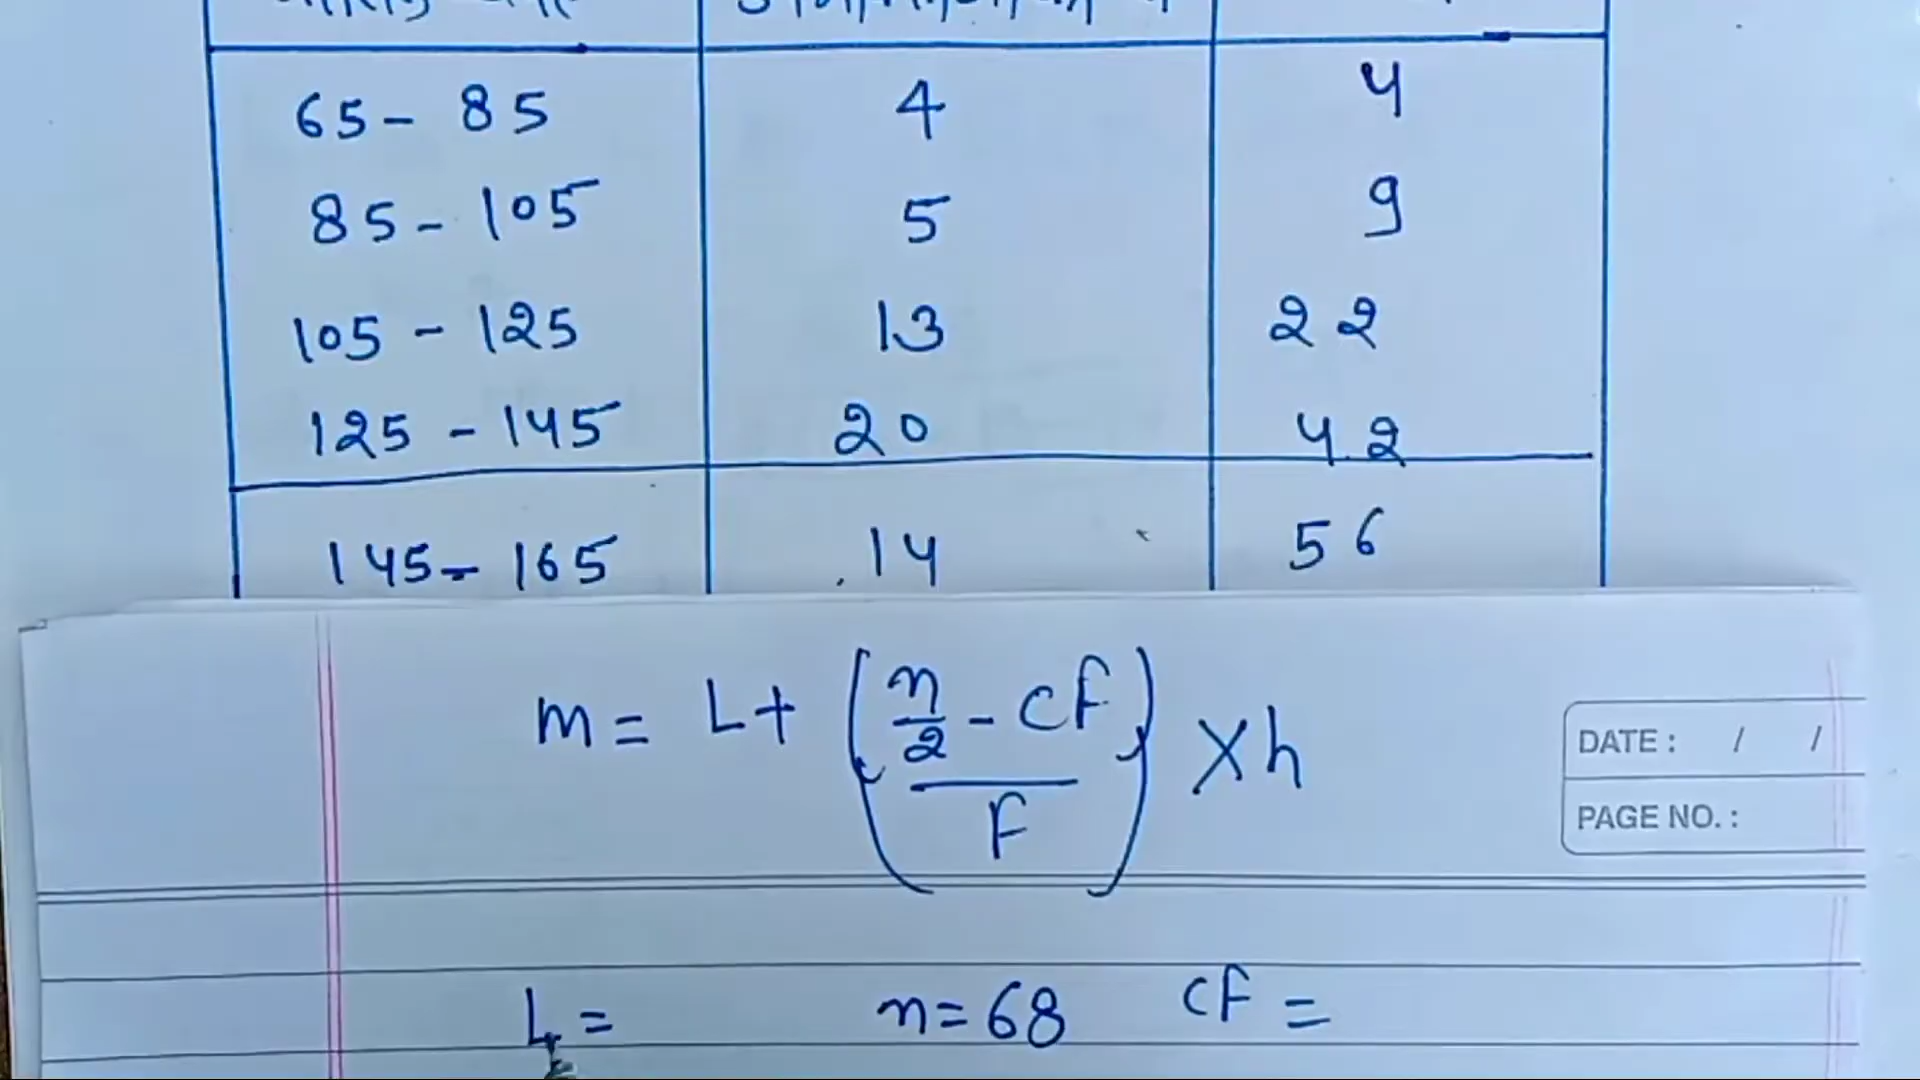 65 - 85 4 4
85 - 105 5 9
105 - 125 13 22
125 - 145 20 42
145 - 165 14 56
m = L + (n/2 - cf / F) × h
DATE : / /
PAGE NO. :
L = n = 68 cf =